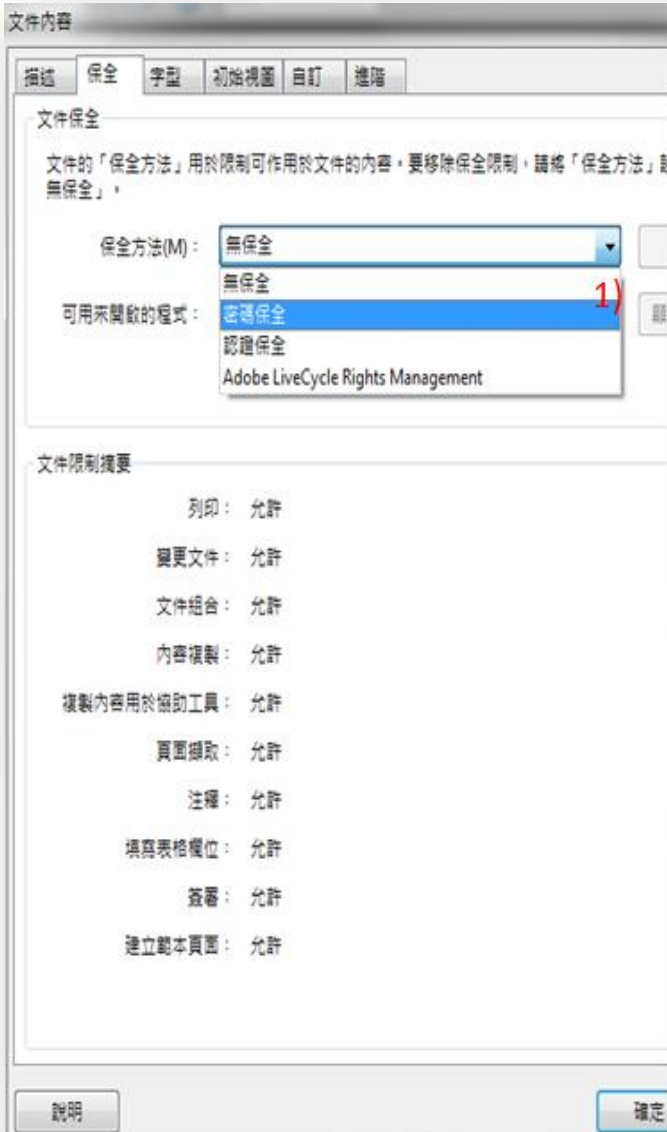 文件內容
描述 保全 字型 初始視圖 自訂 進階
文件保全
文件的「保全方法」用於限制可作用於文件的內容。要移除保全限制，請將「保全方法」
無保全」。
保全方法(M)： 無保全
無保全
1)
可用來開啟的程式： 密碼保全
認證保全
Adobe LiveCycle Rights Management
文件限制摘要
列印： 允許
變更文件： 允許
文件組合： 允許
內容複製： 允許
複製內容用於協助工具： 允許
頁面擷取： 允許
注釋： 允許
填寫表格欄位： 允許
簽署： 允許
建立範本頁面： 允許
說明 確定